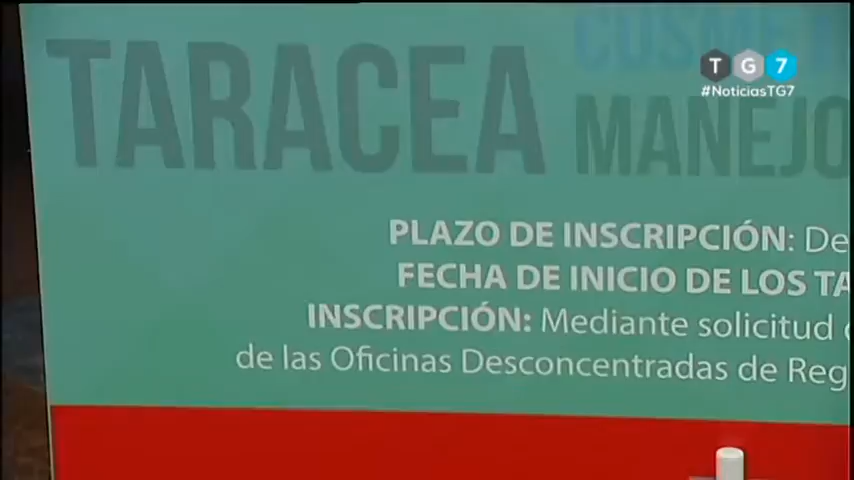 COSME
TG7
#NoticiasTG7
TARACEA
MANEJO
PLAZO DE INSCRIPCIÓN: De
FECHA DE INICIO DE LOS TA
INSCRIPCIÓN: Mediante solicitud
de las Oficinas Desconcentradas de Reg